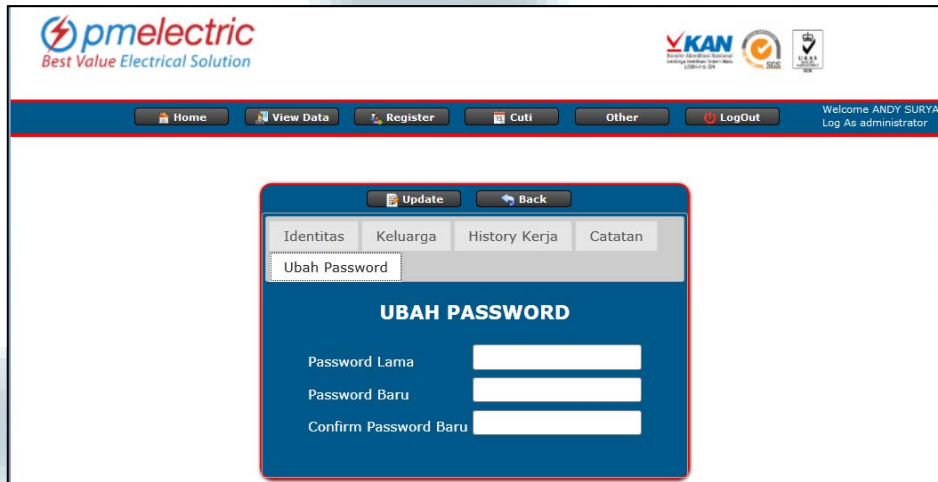 pmelectric
Best Value Electrical Solution
KAN
SGS
UKAS
Home
View Data
Register
Cuti
Other
LogOut
Welcome ANDY SURYA
Log As administrator
Update
Back
Identitas
Keluarga
History Kerja
Catatan
Ubah Password
UBAH PASSWORD
Password Lama
Password Baru
Confirm Password Baru